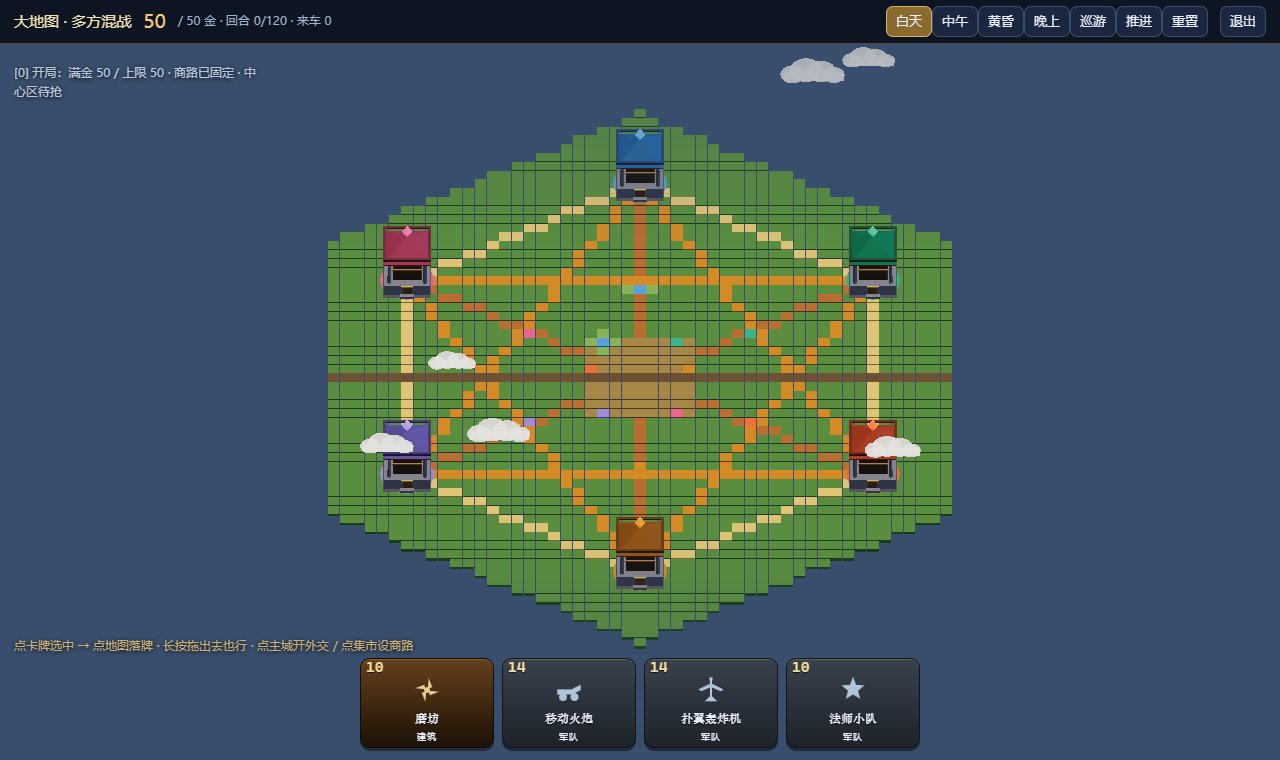 大地图 · 多方混战 50 / 50 金 · 回合 0/120 · 来车 0
白天 中午 黄昏 晚上 巡游 推进 重置 退出
[0] 开局：满金 50 / 上限 50 · 商路已固定 · 中
心区待抢
点卡牌选中 → 点地图落牌 · 长按拖出去也行 · 点主城开外交 / 点集市设商路
10 14 14 10
磨坊 移动火炮 扑翼轰炸机 法师小队
建筑 军队 军队 军队